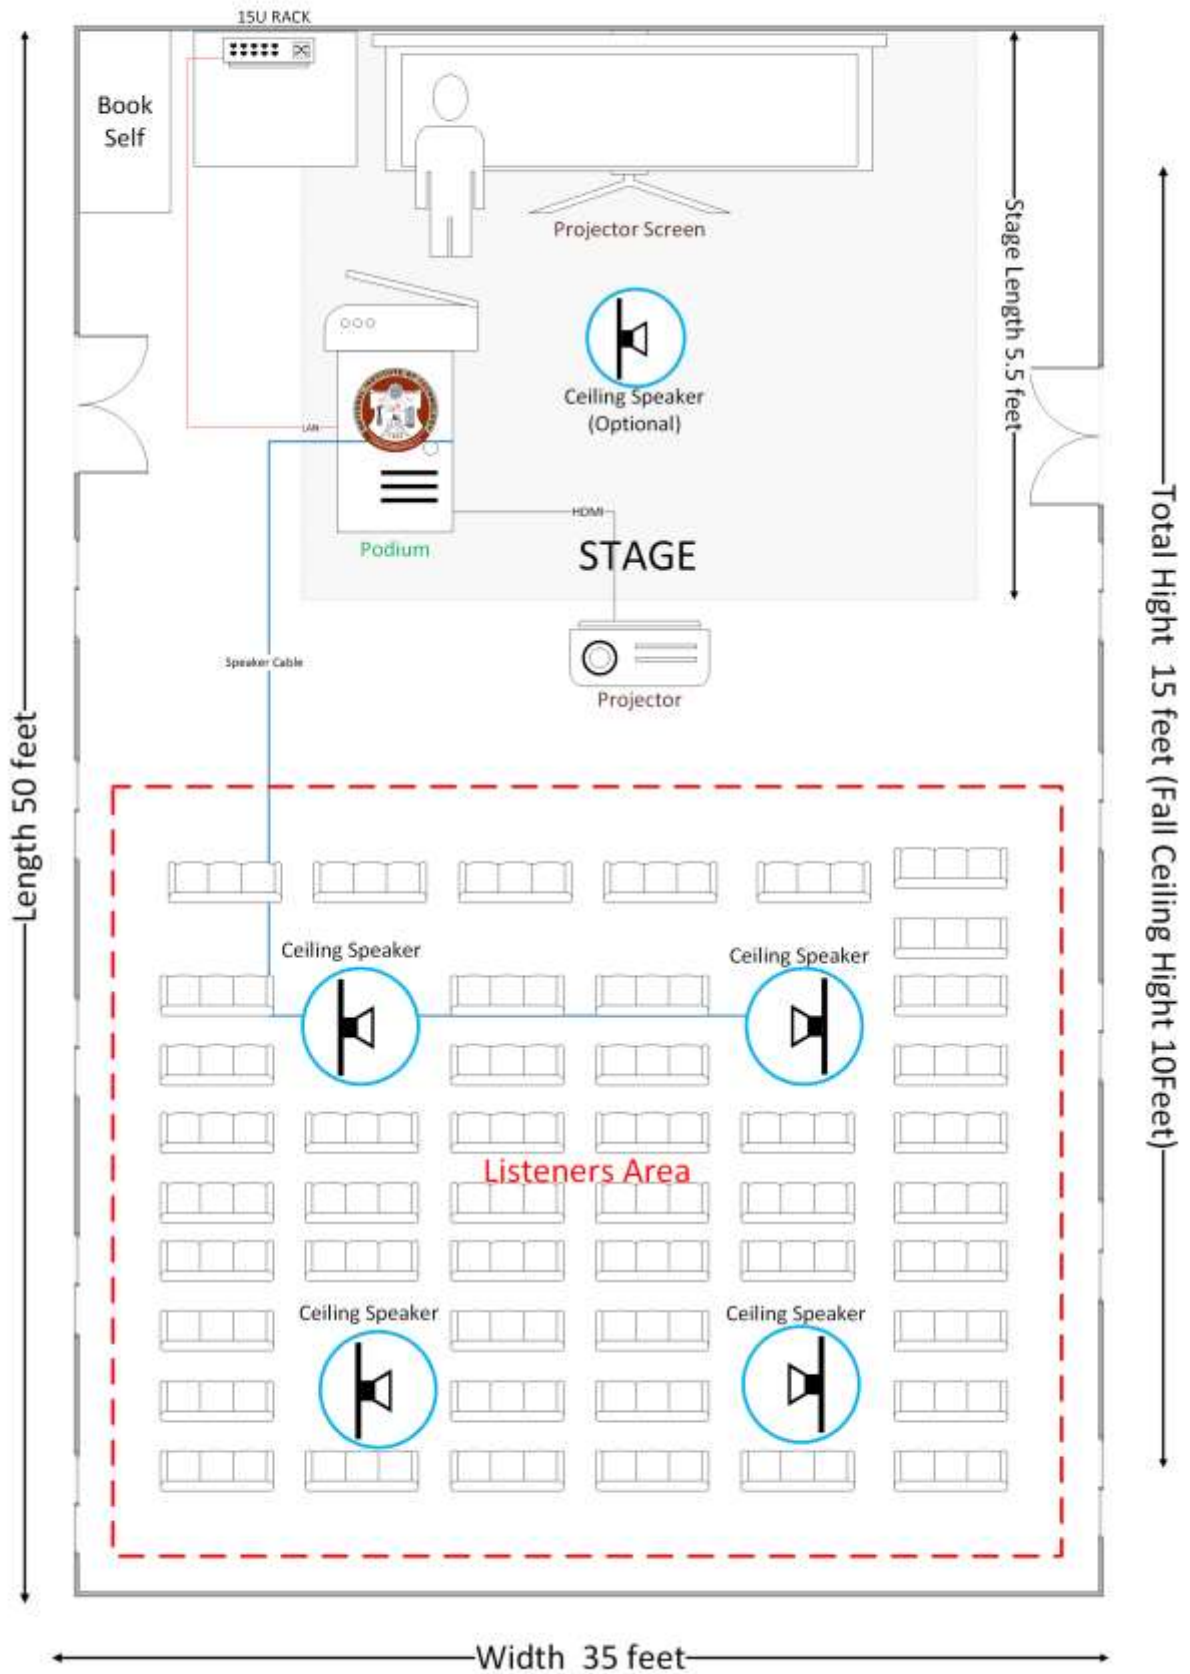 15U RACK
Book
Self
Projector Screen
Stage Length 5.5 feet
Ceiling Speaker
(Optional)
LAN
HDMI
STAGE
Podium
Speaker Cable
Projector
Length 50 feet
Total Hight 15 feet (Fall Ceiling Hight 10Feet)
Ceiling Speaker
Ceiling Speaker
Listeners Area
Ceiling Speaker
Ceiling Speaker
Width 35 feet